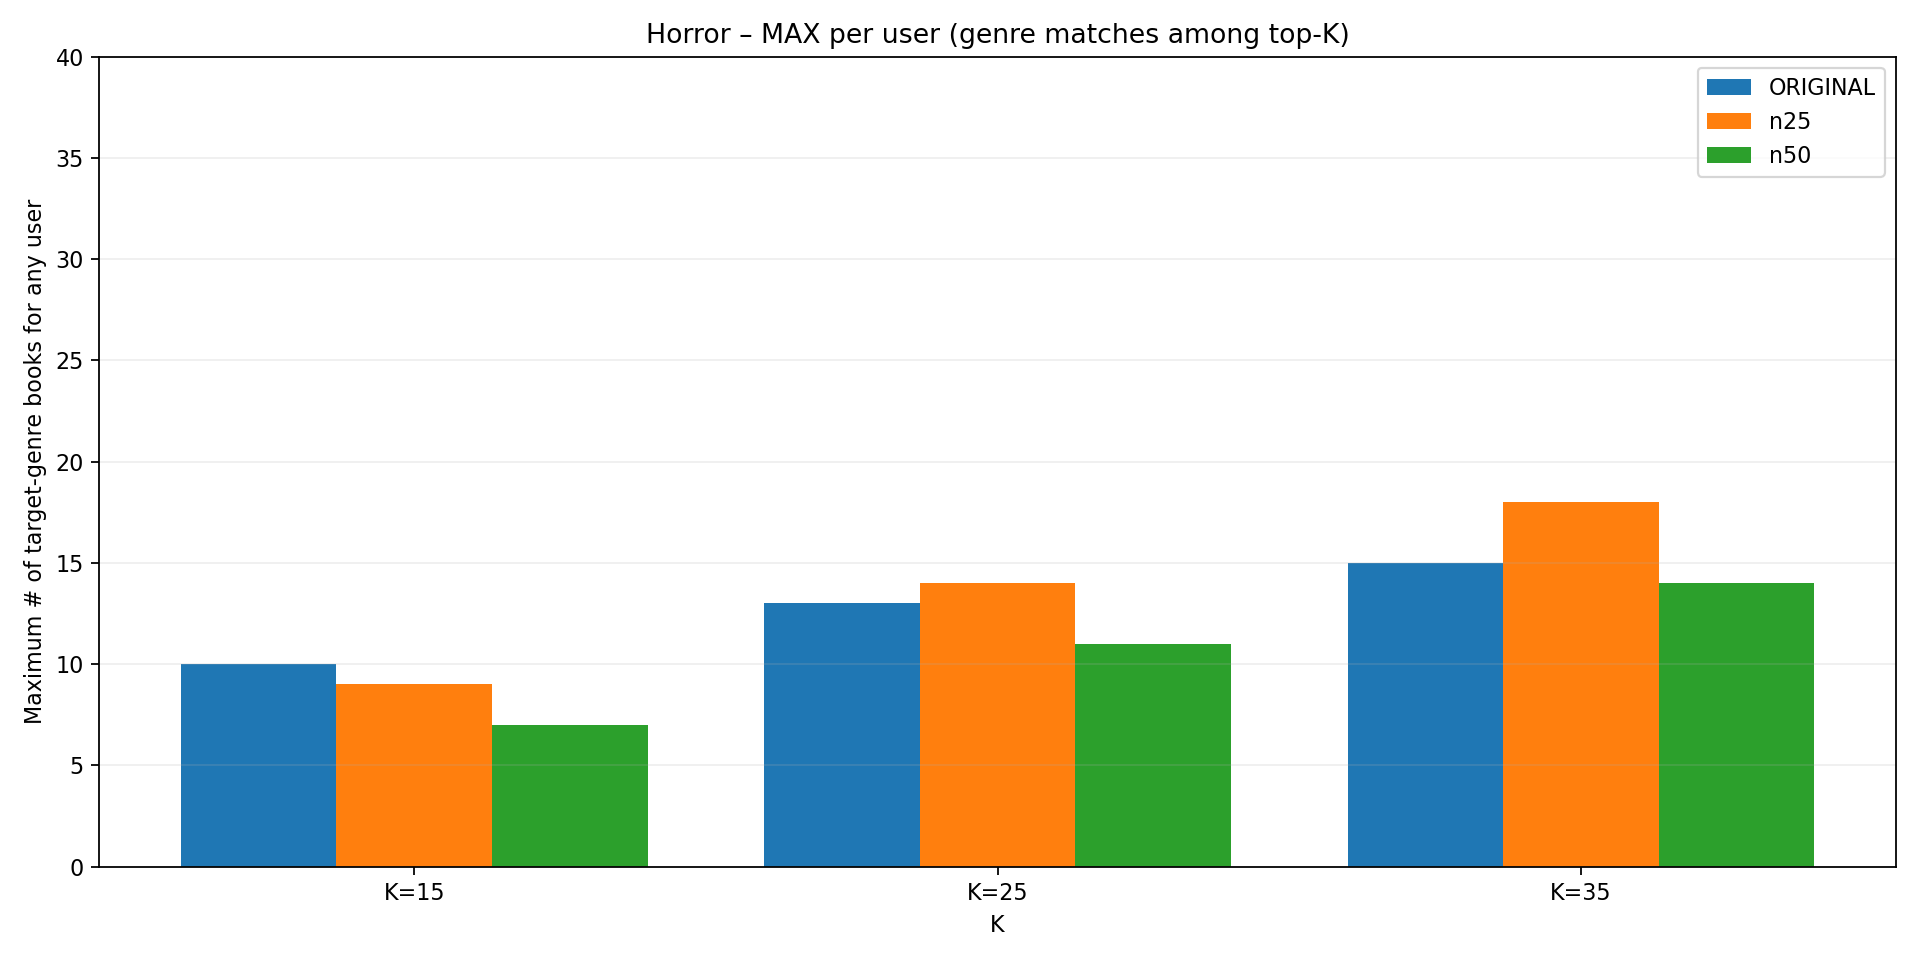 Horror – MAX per user (genre matches among top-K)
Maximum # of target-genre books for any user
40
35
30
25
20
15
10
5
0
ORIGINAL
n25
n50
K=15
K=25
K=35
K